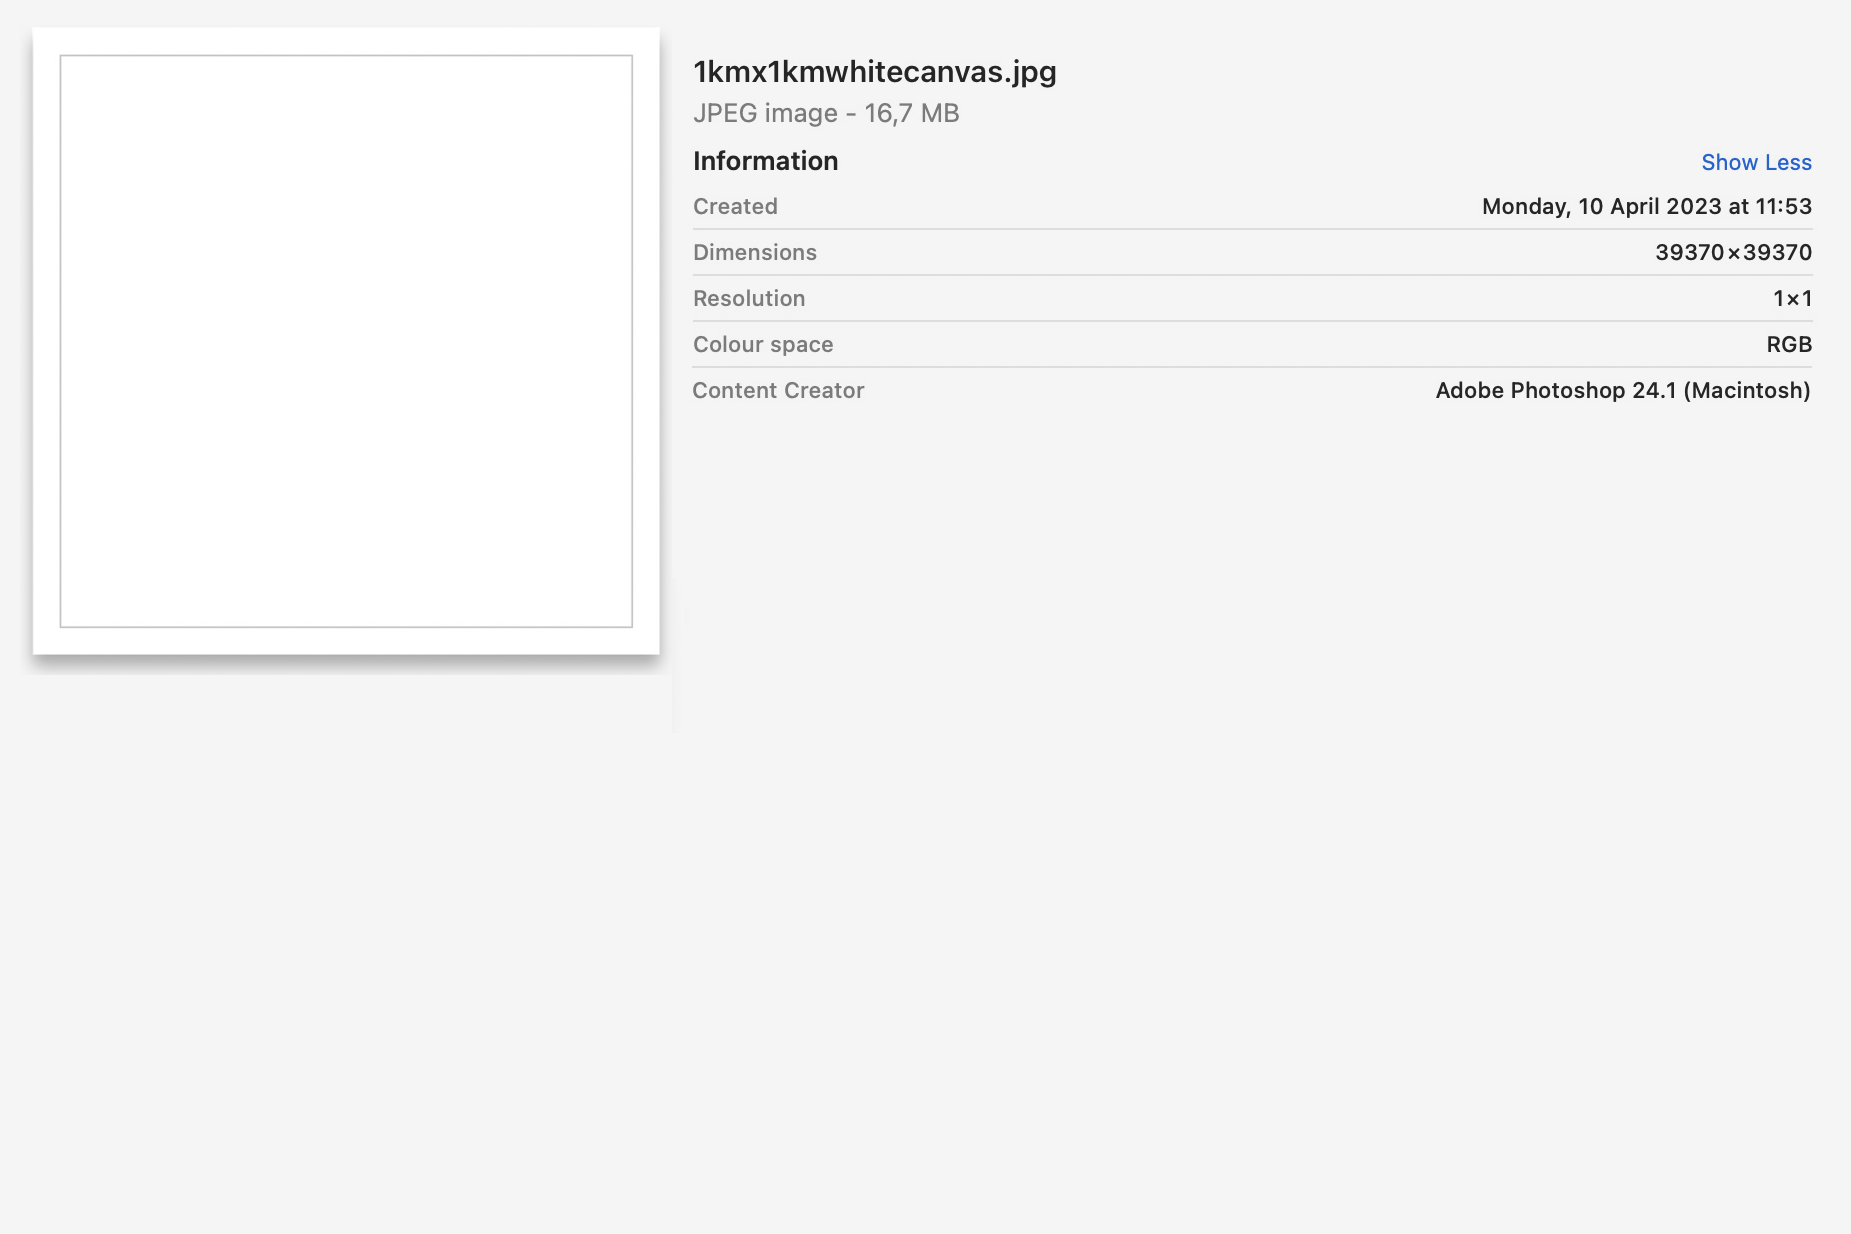 1kmx1kmwhitecanvas.jpg
JPEG image - 16,7 MB
Information Show Less
Created Monday, 10 April 2023 at 11:53
Dimensions 39370×39370
Resolution 1×1
Colour space RGB
Content Creator Adobe Photoshop 24.1 (Macintosh)